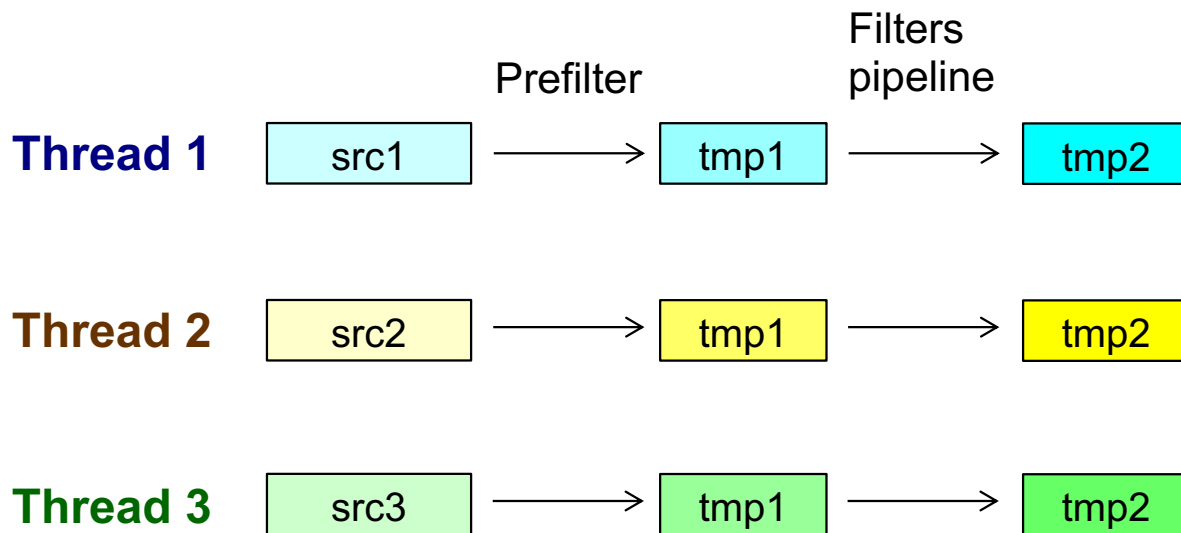 Prefilter
Filters
pipeline
Thread 1
src1
tmp1
tmp2
Thread 2
src2
tmp1
tmp2
Thread 3
src3
tmp1
tmp2